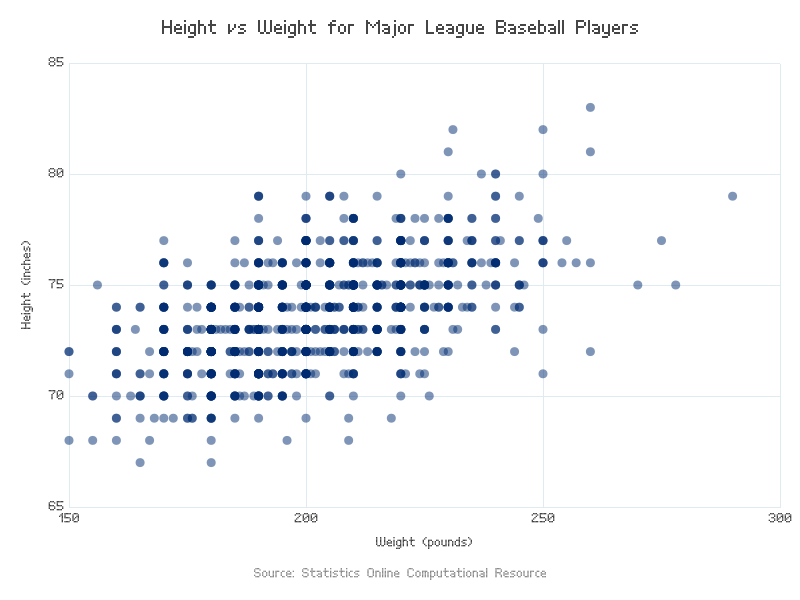 Height vs Weight for Major League Baseball Players
85
80
75
70
65
Height (inches)
150
200
250
300
Weight (pounds)
Source: Statistics Online Computational Resource